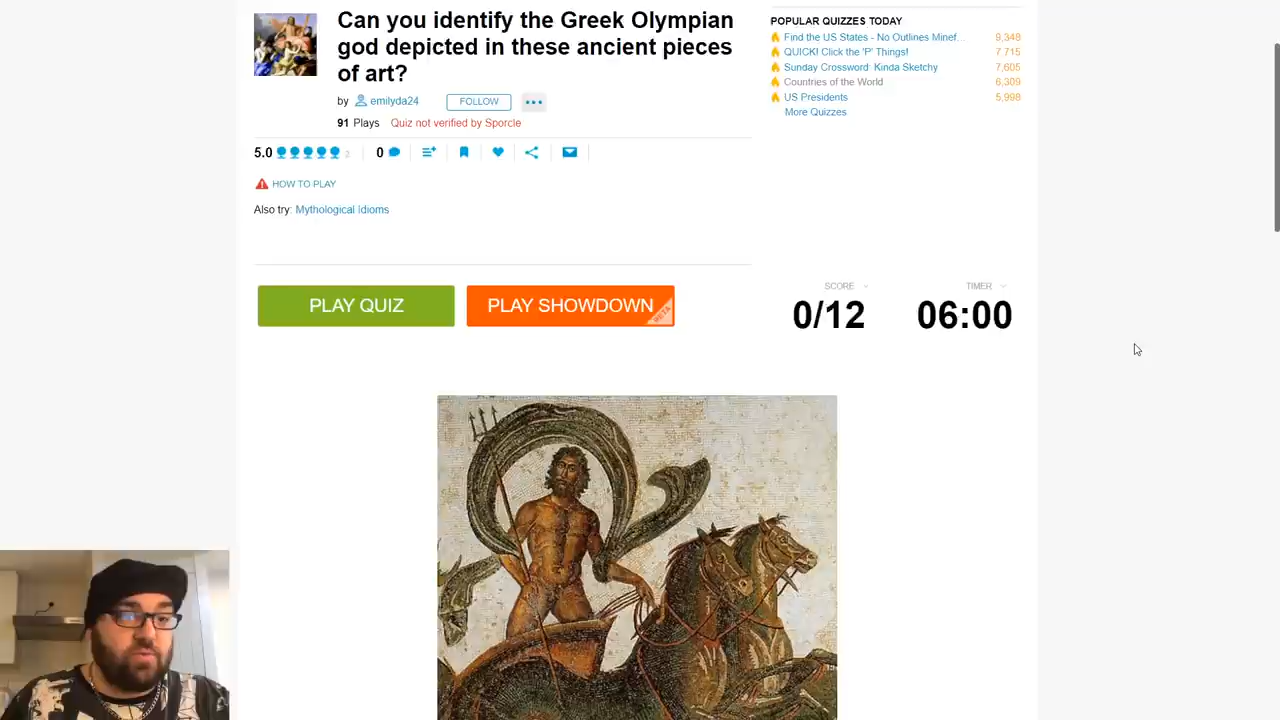 Can you identify the Greek Olympian
god depicted in these ancient pieces
of art?
by emilyda24 FOLLOW
91 Plays Quiz not verified by Sporcle
5.0 2 0
HOW TO PLAY
Also try: Mythological Idioms
POPULAR QUIZZES TODAY
Find the US States - No Outlines Minef... 9,348
QUICK! Click the 'P' Things! 7,715
Sunday Crossword: Kinda Sketchy 7,605
Countries of the World 6,309
US Presidents 5,998
More Quizzes
PLAY QUIZ
PLAY SHOWDOWN
BETA
SCORE
0/12
TIMER
06:00